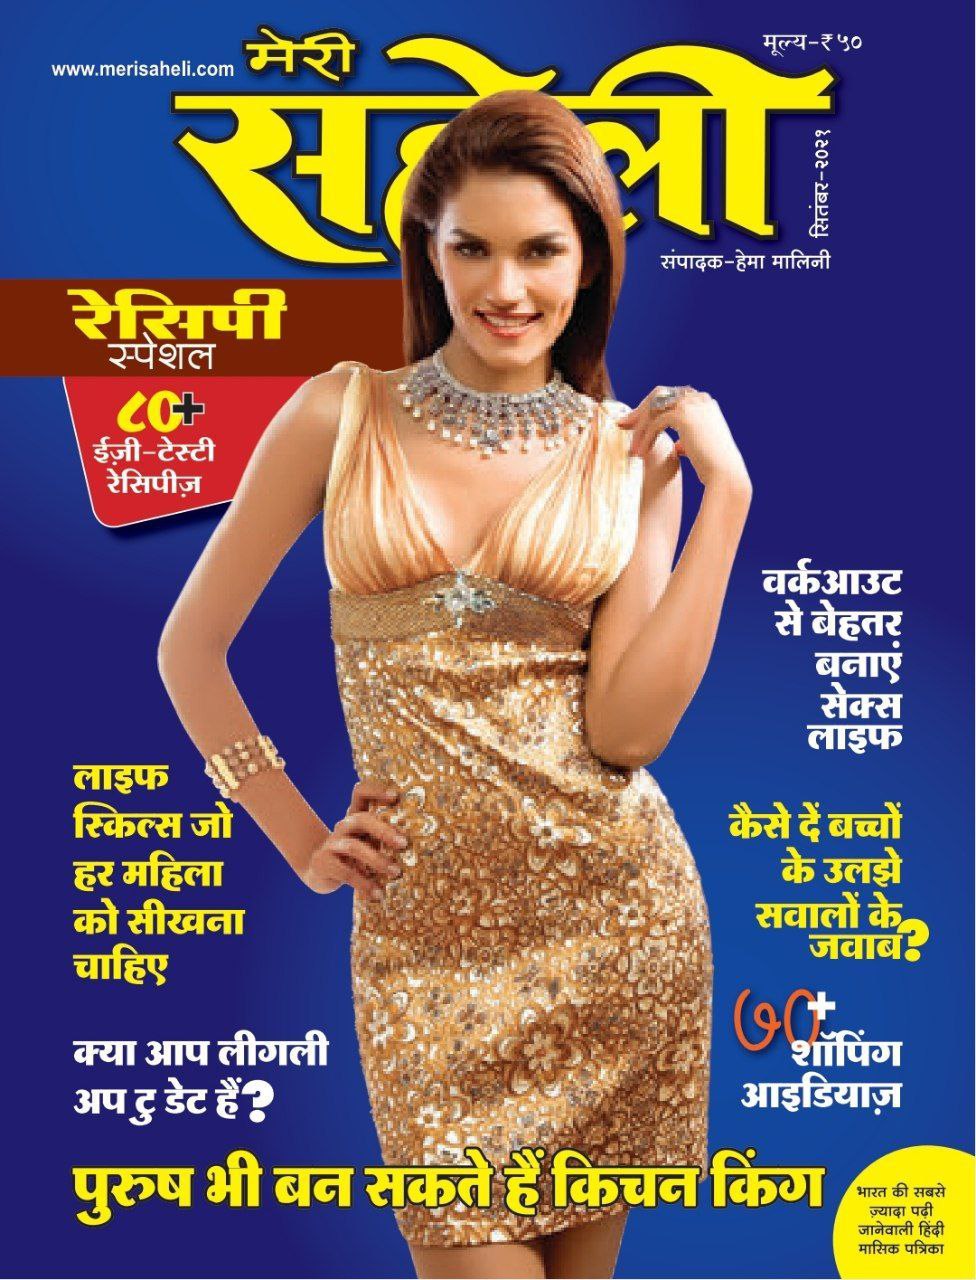 www.merisaheli.com
मेरी
सहेली
मूल्य-₹५०
सितंबर-२०२१
संपादक-हेमा मालिनी
रेसिपी
स्पेशल
८०+
ईज़ी-टेस्टी
रेसिपीज़
वर्कआउट
से बेहतर
बनाएं
सेक्स
लाइफ
लाइफ
स्किल्स जो
हर महिला
को सीखना
चाहिए
कैसे दें बच्चों
के उलझे
सवालों के
जवाब?
७०+
शॉपिंग
आइडियाज़
क्या आप लीगली
अप टु डेट हैं?
पुरुष भी बन सकते हैं किचन किंग
भारत की सबसे
ज़्यादा पढ़ी
जानेवाली हिंदी
मासिक पत्रिका